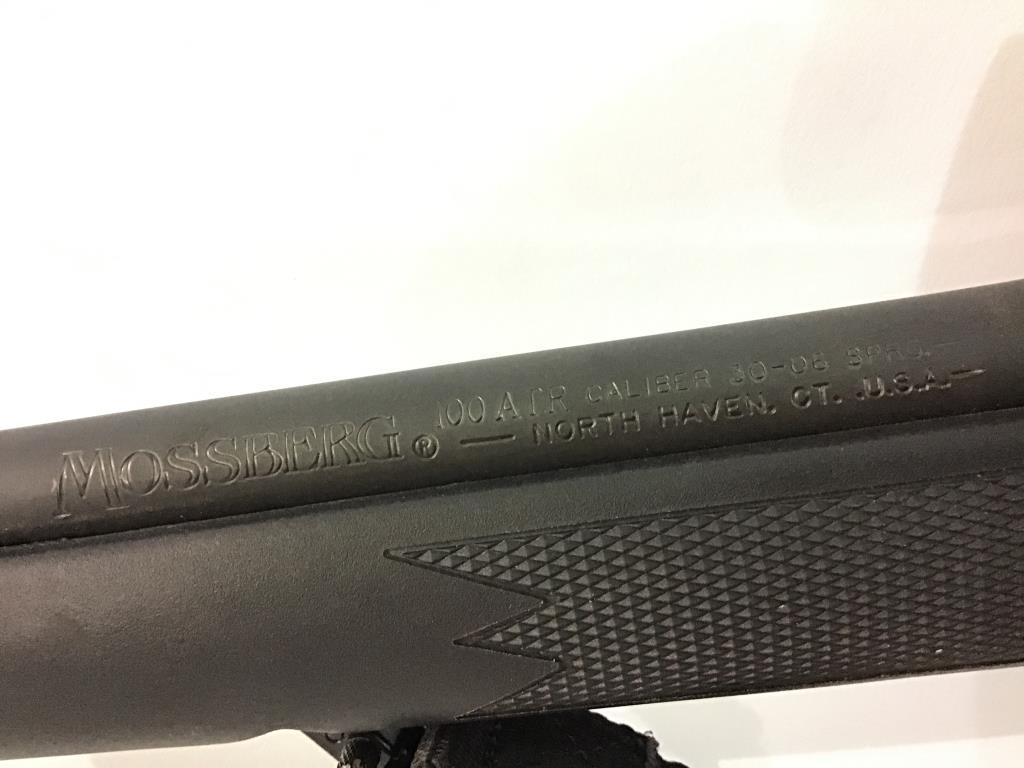 MOSSBERG ®
100 ATR CALIBER 30-06 SPRG. —
— NORTH HAVEN, CT. .U.S.A. —